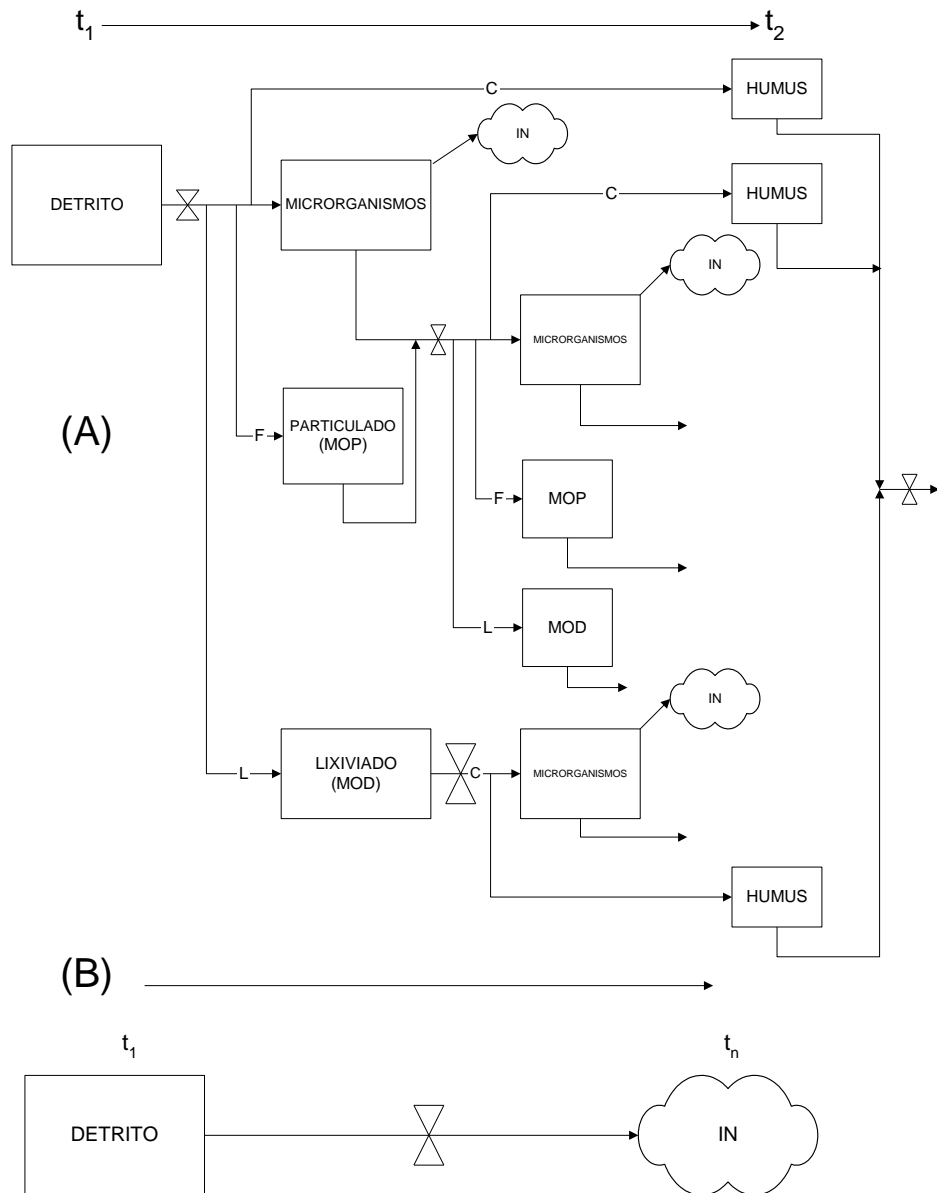 t1
t2
HUMUS
C
IN
DETRITO
MICRORGANISMOS
C
HUMUS
IN
MICRORGANISMOS
(A)
F
PARTICULADO
(MOP)
F
MOP
L
MOD
IN
L
LIXIVIADO
(MOD)
C
MICRORGANISMOS
HUMUS
(B)
t1
tn
DETRITO
IN